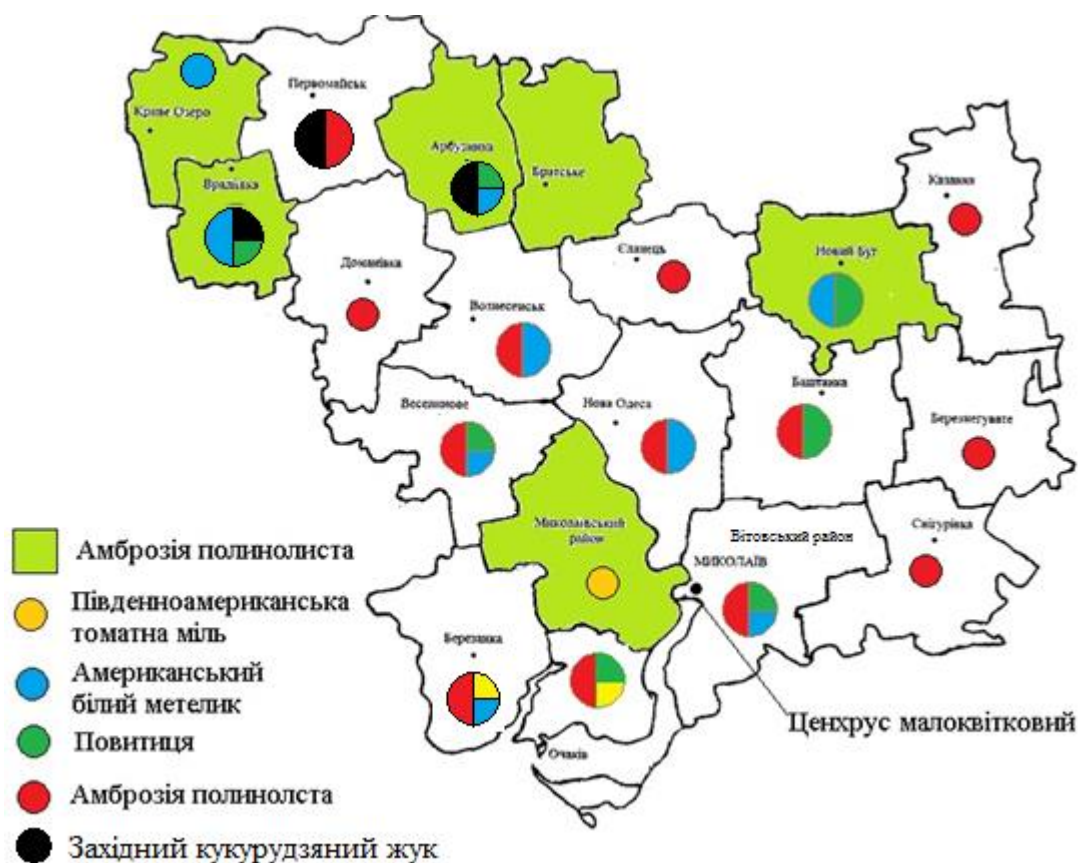 Первомайськ
Криве Озеро
Арбузинка
Врадіївка
Братське
Казанка
Єланець
Новий Буг
Доманівка
Вознесенськ
Баштанка
Веселинове
Нова Одеса
Березнегувате
Миколаївський
район
Вітовський район
Снігурівка
МИКОЛАЇВ
Березанка
Очаків
Ценхрус малоквітковий
Амброзія полинолиста
Південноамериканська
томатна міль
Американський
білий метелик
Повитиця
Амброзія полинолста
Західний кукурудзяний жук